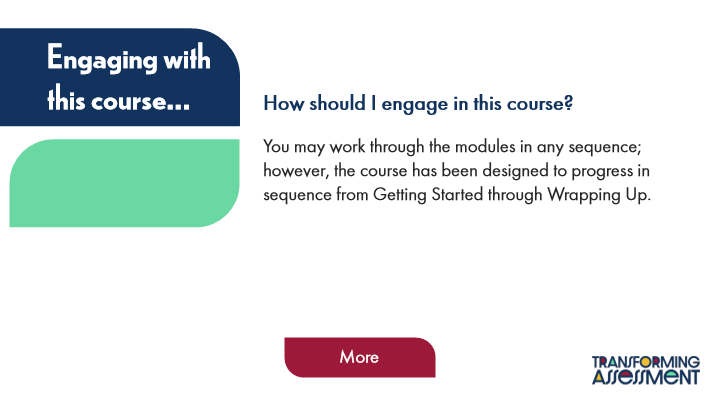 Engaging with
this course...
How should I engage in this course?
You may work through the modules in any sequence;
however, the course has been designed to progress in
sequence from Getting Started through Wrapping Up.
More
TRANSFORMING
ASSESSMENT